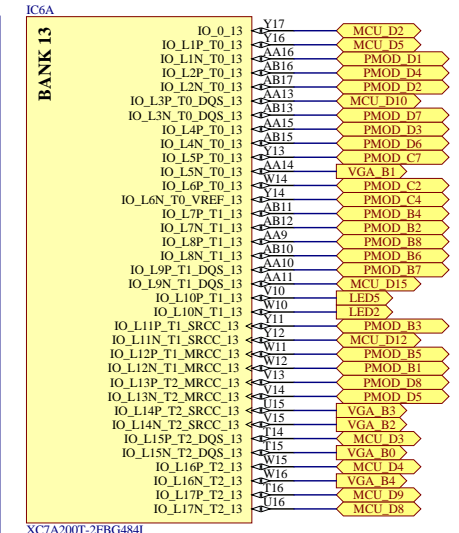 IC6A
BANK 13
IO_0_13 Y17 MCU_D2
IO_L1P_T0_13 Y16 MCU_D5
IO_L1N_T0_13 AA16 PMOD_D1
IO_L2P_T0_13 AB16 PMOD_D4
IO_L2N_T0_13 AB17 PMOD_D2
IO_L3P_T0_DQS_13 AA13 MCU_D10
IO_L3N_T0_DQS_13 AB13 PMOD_D7
IO_L4P_T0_13 AA15 PMOD_D3
IO_L4N_T0_13 AB15 PMOD_D6
IO_L5P_T0_13 Y13 PMOD_C7
IO_L5N_T0_13 AA14 VGA_B1
IO_L6P_T0_13 W14 PMOD_C2
IO_L6N_T0_VREF_13 Y14 PMOD_C4
IO_L7P_T1_13 AB11 PMOD_B4
IO_L7N_T1_13 AB12 PMOD_B2
IO_L8P_T1_13 AA9 PMOD_B8
IO_L8N_T1_13 AB10 PMOD_B6
IO_L9P_T1_DQS_13 AA10 PMOD_B7
IO_L9N_T1_DQS_13 AA11 MCU_D15
IO_L10P_T1_13 V10 LED5
IO_L10N_T1_13 W10 LED2
IO_L11P_T1_SRCC_13 Y11 PMOD_B3
IO_L11N_T1_SRCC_13 Y12 MCU_D12
IO_L12P_T1_MRCC_13 W11 PMOD_B5
IO_L12N_T1_MRCC_13 W12 PMOD_B1
IO_L13P_T2_MRCC_13 V13 PMOD_D8
IO_L13N_T2_MRCC_13 V14 PMOD_D5
IO_L14P_T2_SRCC_13 U15 VGA_B3
IO_L14N_T2_SRCC_13 V15 VGA_B2
IO_L15P_T2_DQS_13 T14 MCU_D3
IO_L15N_T2_DQS_13 T15 VGA_B0
IO_L16P_T2_13 W15 MCU_D4
IO_L16N_T2_13 W16 VGA_B4
IO_L17P_T2_13 T16 MCU_D9
IO_L17N_T2_13 U16 MCU_D8
XC7A200T-2FBG484I